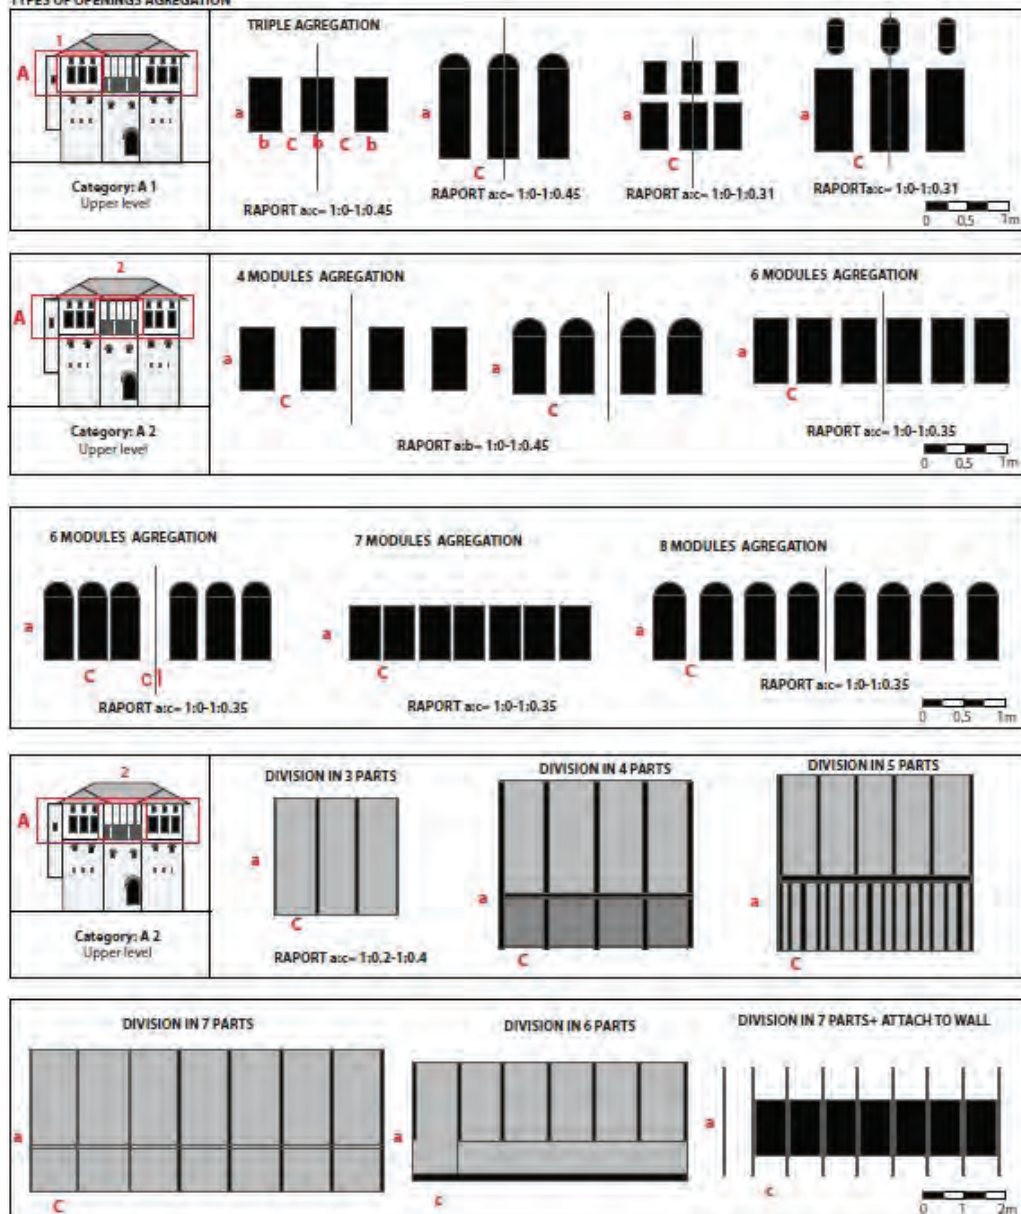 TYPES OF OPENINGS AGREGATION
1
TRIPLE AGREGATION
A
a
b C b C b
a
C
a
C
a
C
Category: A 1
Upper level
RAPORT a:c= 1:0-1:0.45
RAPORT a:c= 1:0-1:0.45
RAPORT a:c= 1:0-1:0.31
RAPORTa:c= 1:0-1:0.31
0 0.5 1m
2
4 MODULES AGREGATION
6 MODULES AGREGATION
A
a
C
a
C
a
C
Category: A 2
Upper level
RAPORT a:b= 1:0-1:0.45
RAPORT a:c= 1:0-1:0.35
0 0.5 1m
6 MODULES AGREGATION
7 MODULES AGREGATION
8 MODULES AGREGATION
a
C
a
C
a
C
RAPORT a:c= 1:0-1:0.35
RAPORT a:c= 1:0-1:0.35
RAPORT a:c= 1:0-1:0.35
0 0.5 1m
2
DIVISION IN 3 PARTS
DIVISION IN 4 PARTS
DIVISION IN 5 PARTS
A
a
C
a
C
a
C
Category: A 2
Upper level
RAPORT a:c= 1:0.2-1:0.4
DIVISION IN 7 PARTS
DIVISION IN 6 PARTS
DIVISION IN 7 PARTS+ ATTACH TO WALL
a
C
a
c
a
c
0 1 2m